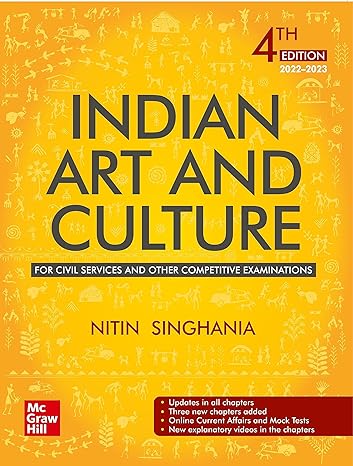 4TH
EDITION
2022-2023
INDIAN
ART AND
CULTURE
FOR CIVIL SERVICES AND OTHER COMPETITIVE EXAMINATIONS
NITIN SINGHANIA
• Updates in all chapters
• Three new chapters added
• Online Current Affairs and Mock Tests
• New explanatory videos in the chapters
Mc
Graw
Hill